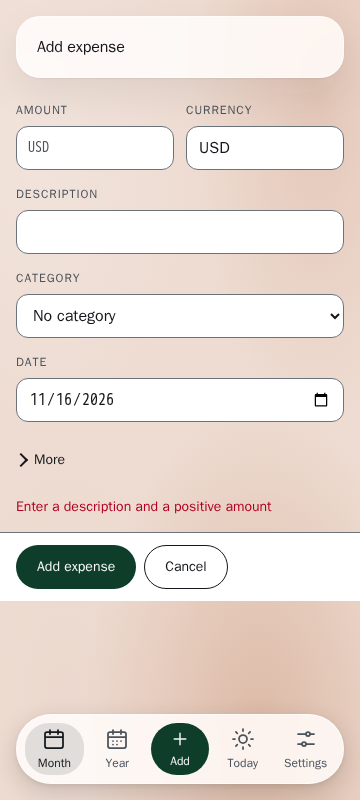 Add expense
AMOUNT CURRENCY
USD USD
DESCRIPTION
CATEGORY
No category
DATE
11/16/2026
More
Enter a description and a positive amount
Add expense Cancel
Month Year Add Today Settings